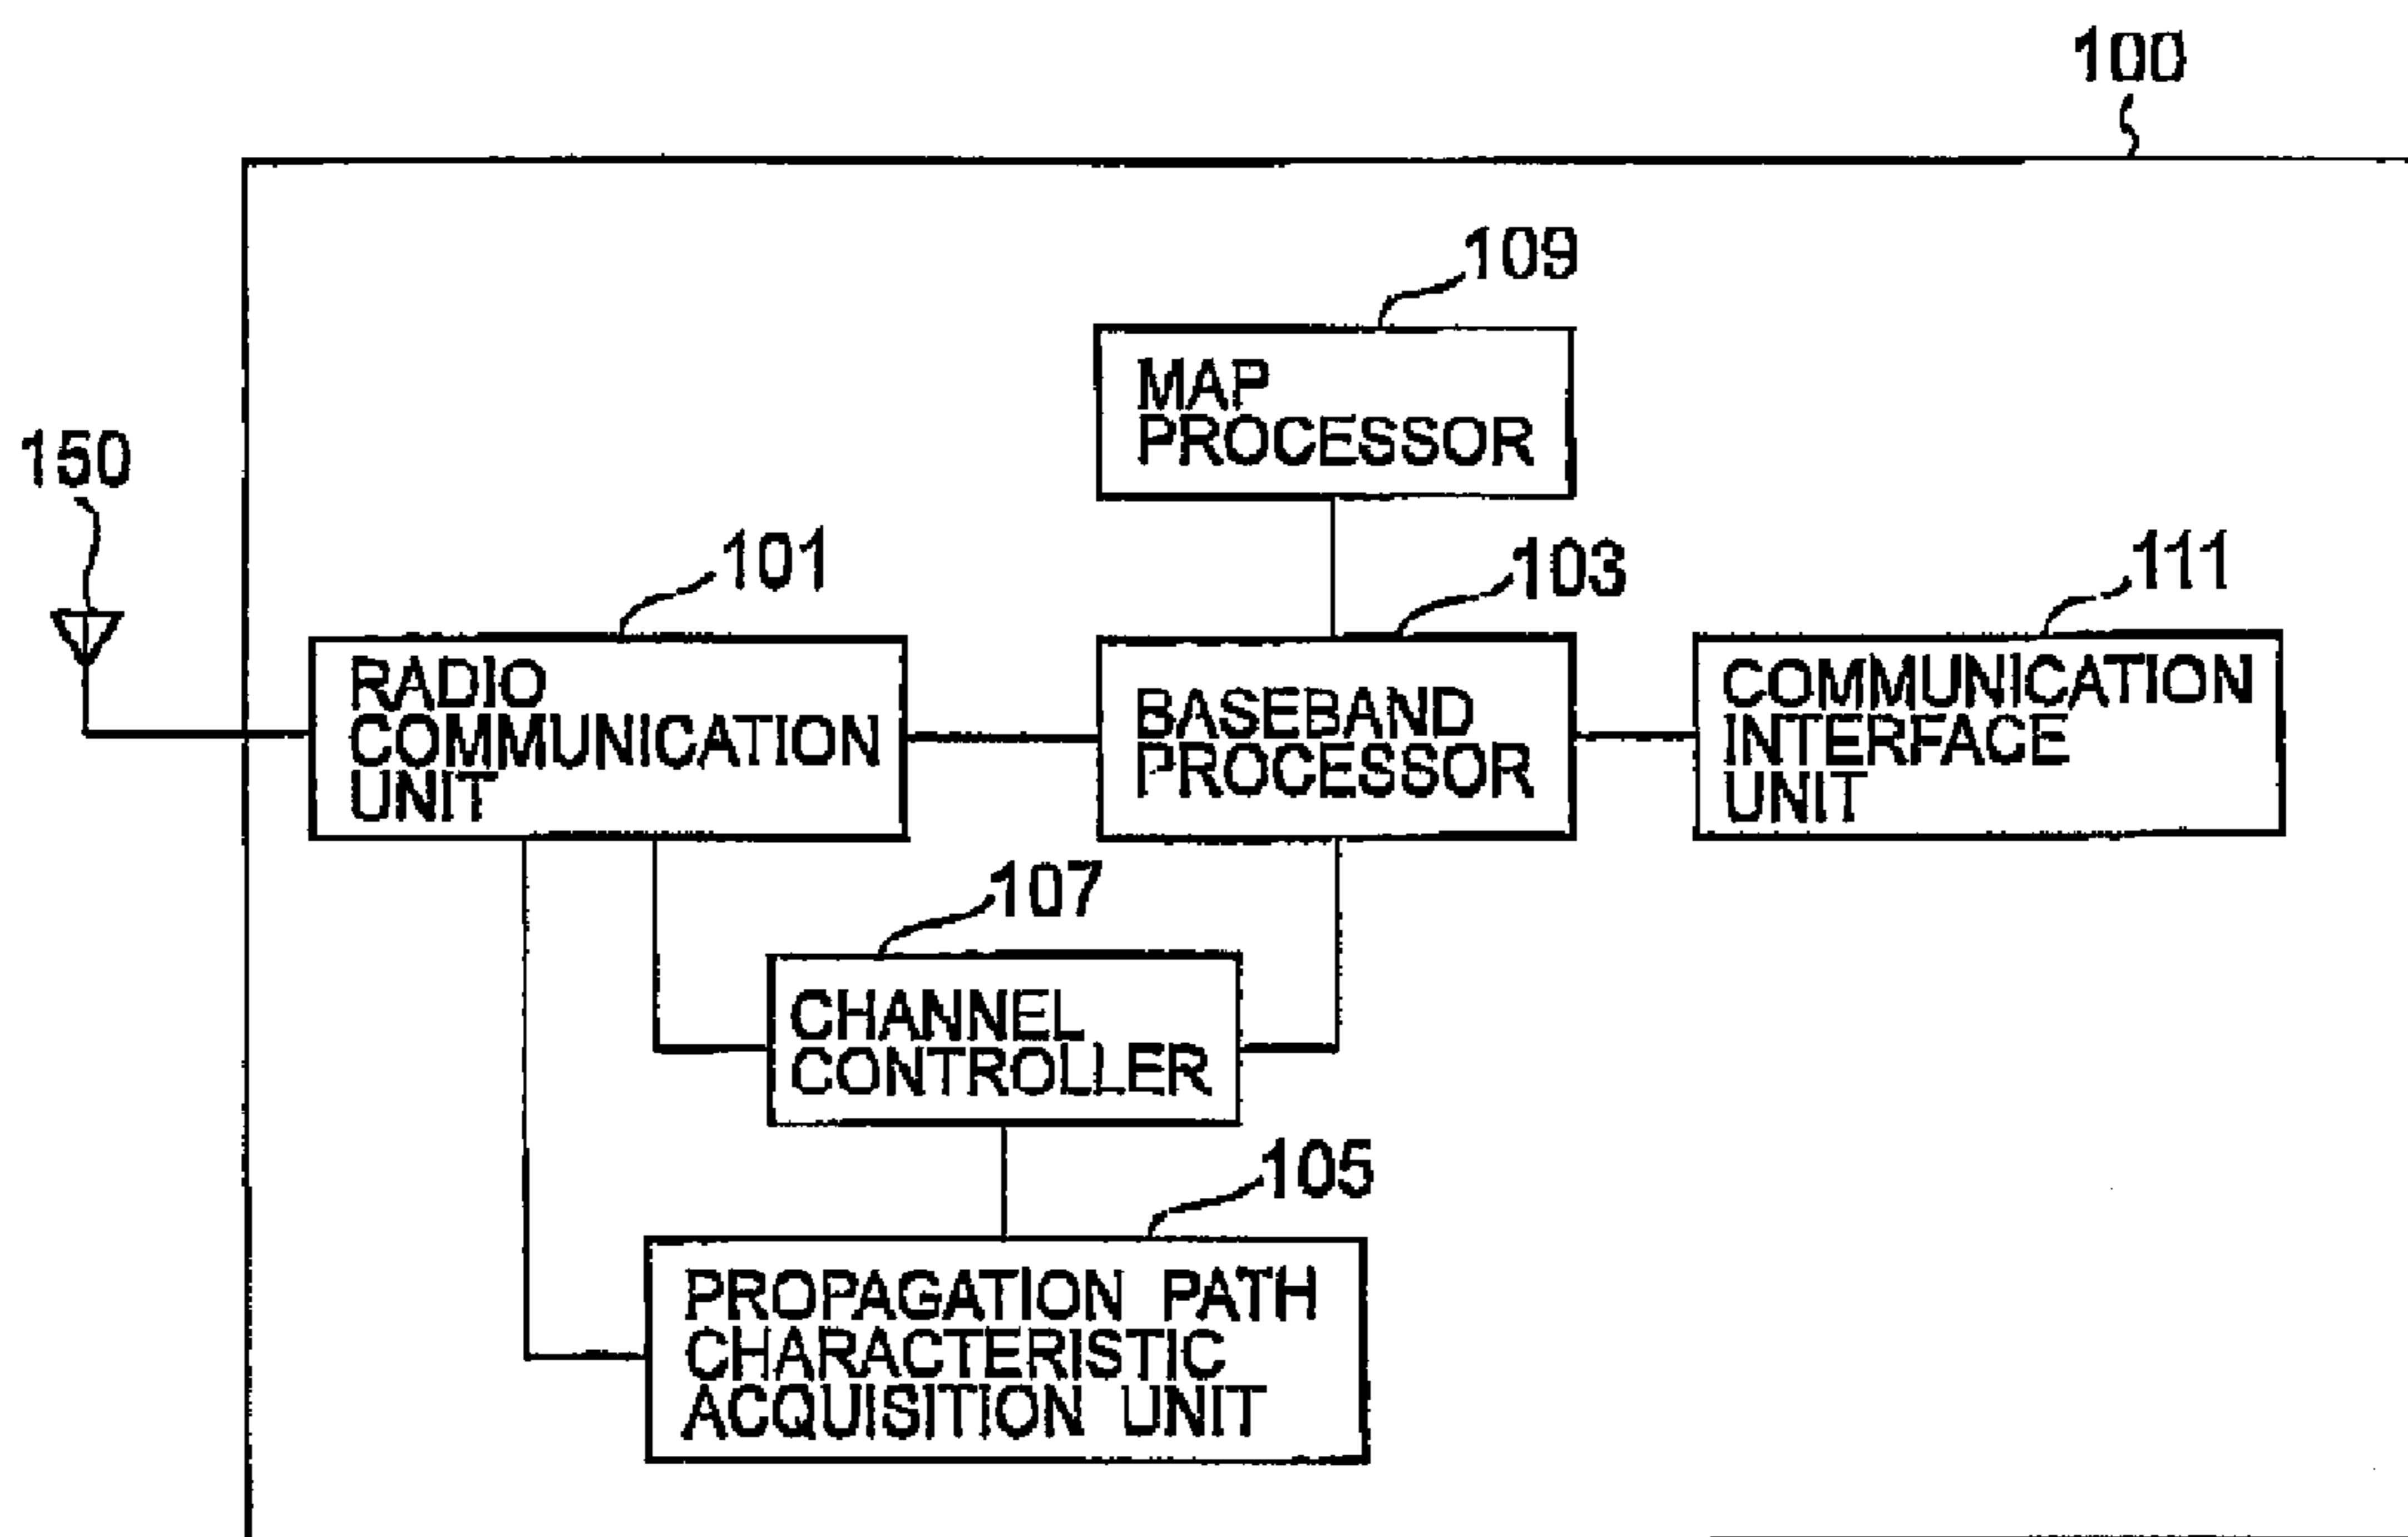 100
109
MAP
PROCESSOR
150
101
103
111
RADIO
COMMUNICATION
UNIT
BASEBAND
PROCESSOR
COMMUNICATION
INTERFACE
UNIT
107
CHANNEL
CONTROLLER
105
PROPAGATION PATH
CHARACTERISTIC
ACQUISITION UNIT